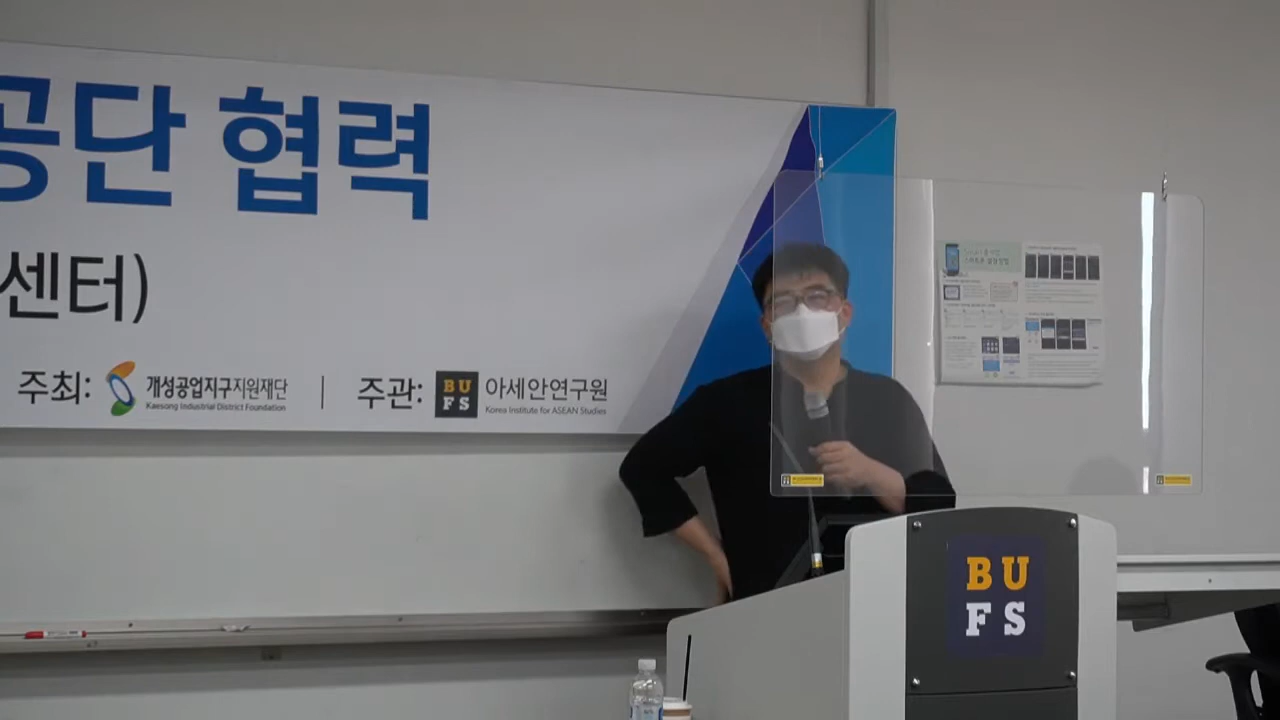 공단 협력
센터)
주최: 개성공업지구지원재단
Kaesong Industrial District Foundation
주관: BU FS 아세안연구원
Korea Institute for ASEAN Studies
BU
FS